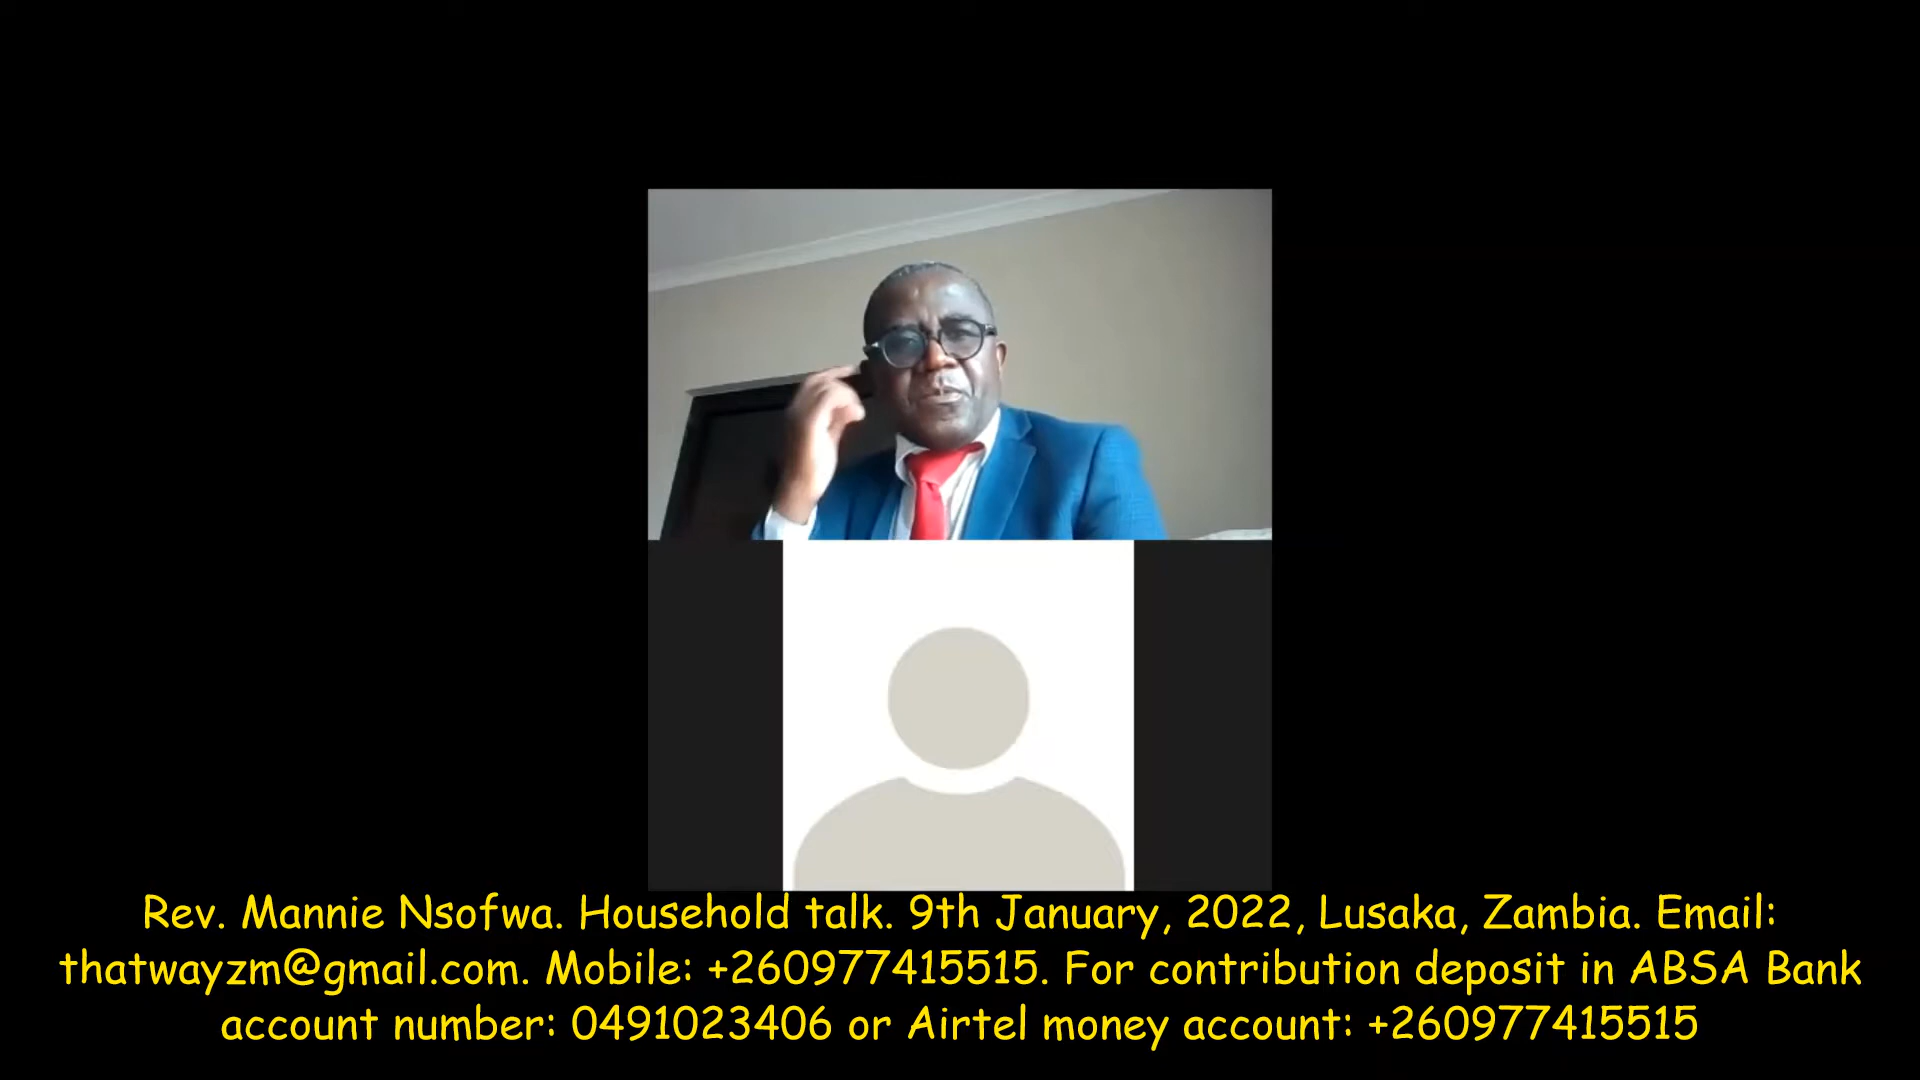 Rev. Mannie Nsofwa. Household talk. 9th January, 2022, Lusaka, Zambia. Email:
thatwayzm@gmail.com. Mobile: +260977415515. For contribution deposit in ABSA Bank
account number: 0491023406 or Airtel money account: +260977415515